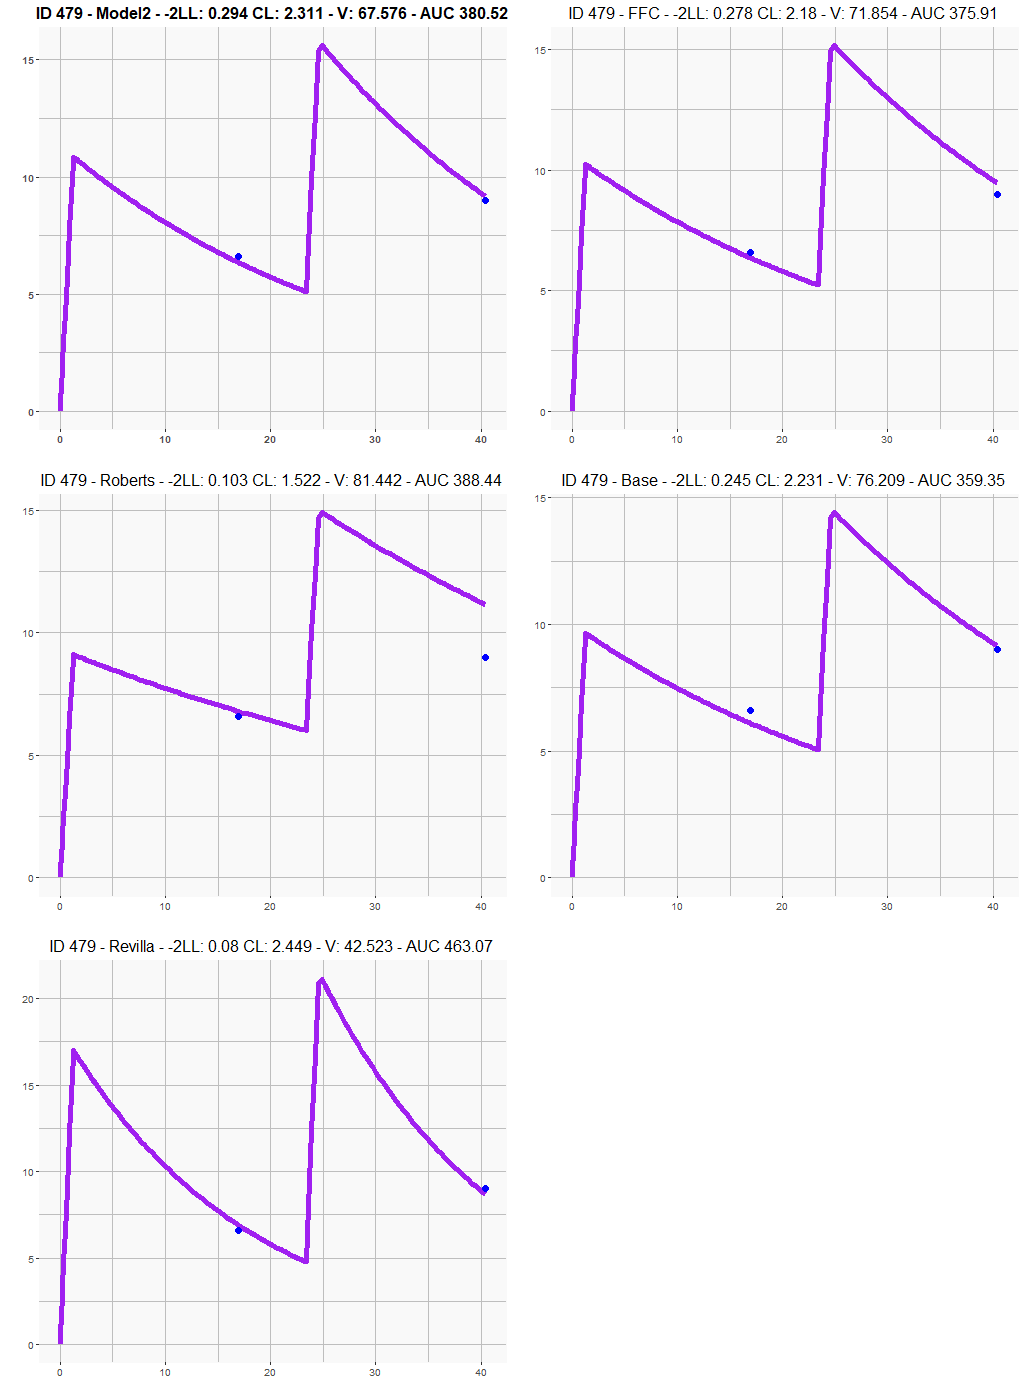 ID 479 - Model2 - -2LL: 0.294 CL: 2.311 - V: 67.576 - AUC 380.52
15
10
5
0
0 10 20 30 40
ID 479 - FFC - -2LL: 0.278 CL: 2.18 - V: 71.854 - AUC 375.91
15
10
5
0
0 10 20 30 40
ID 479 - Roberts - -2LL: 0.103 CL: 1.522 - V: 81.442 - AUC 388.44
15
10
5
0
0 10 20 30 40
ID 479 - Base - -2LL: 0.245 CL: 2.231 - V: 76.209 - AUC 359.35
15
10
5
0
0 10 20 30 40
ID 479 - Revilla - -2LL: 0.08 CL: 2.449 - V: 42.523 - AUC 463.07
20
15
10
5
0
0 10 20 30 40